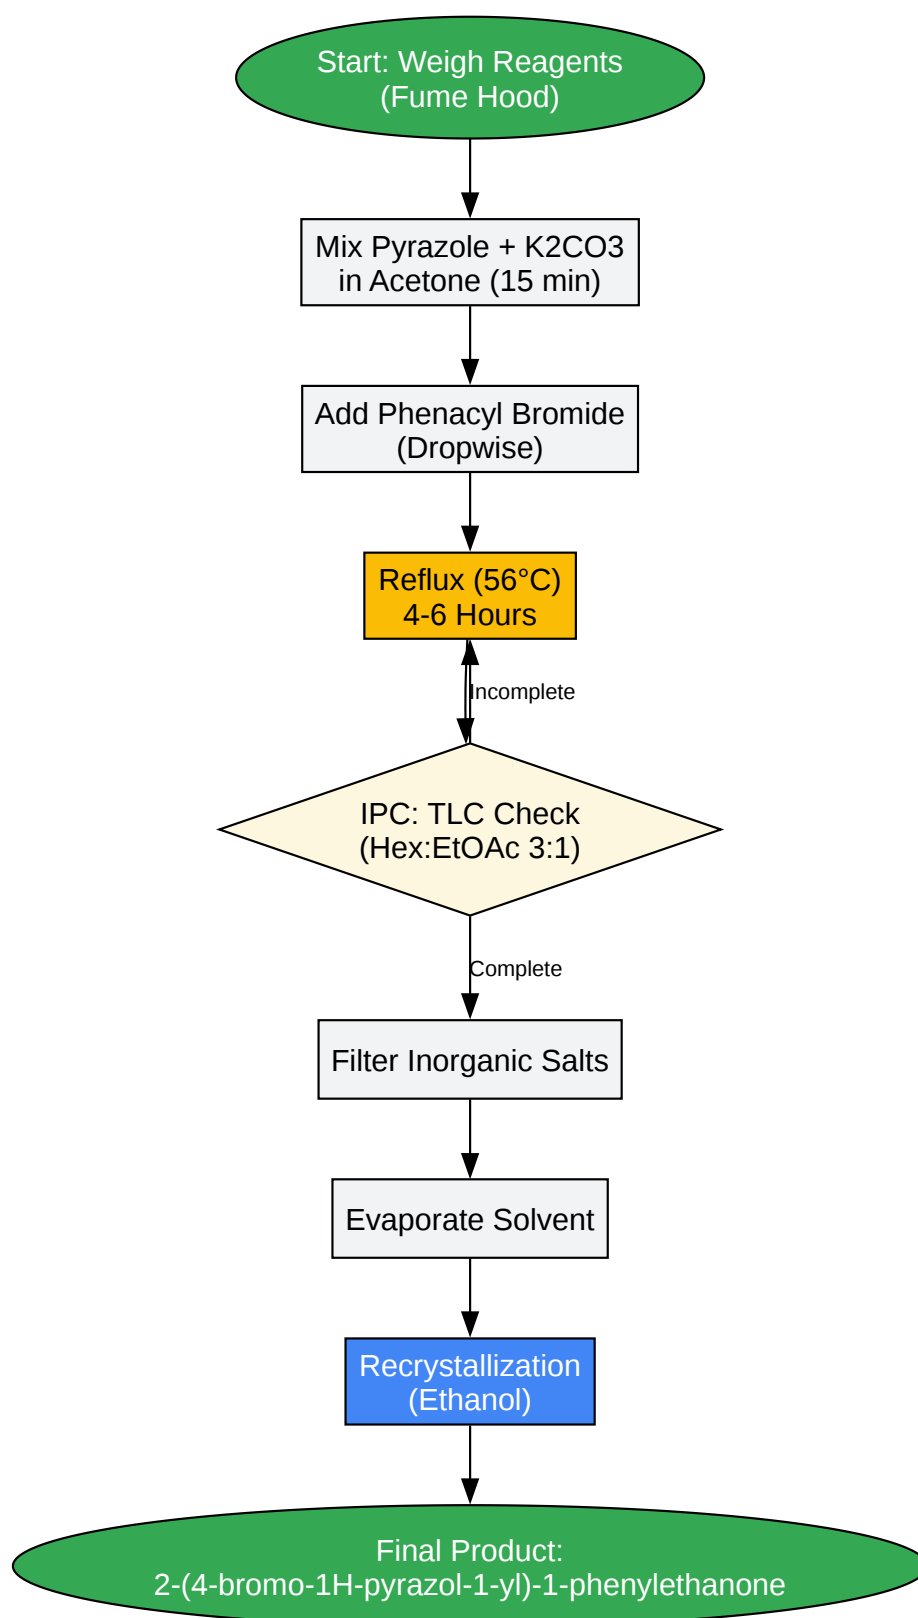 Start: Weigh Reagents
(Fume Hood)
Mix Pyrazole + K2CO3
in Acetone (15 min)
Add Phenacyl Bromide
(Dropwise)
Reflux (56°C)
4-6 Hours
Incomplete
IPC: TLC Check
(Hex:EtOAc 3:1)
Complete
Filter Inorganic Salts
Evaporate Solvent
Recrystallization
(Ethanol)
Final Product:
2-(4-bromo-1H-pyrazol-1-yl)-1-phenylethanone